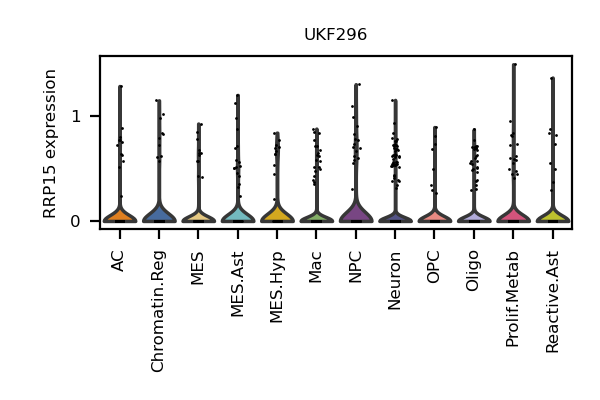 UKF296
RRP15 expression
1
0
AC
Chromatin.Reg
MES
MES.Ast
MES.Hyp
Mac
NPC
Neuron
OPC
Oligo
Prolif.Metab
Reactive.Ast